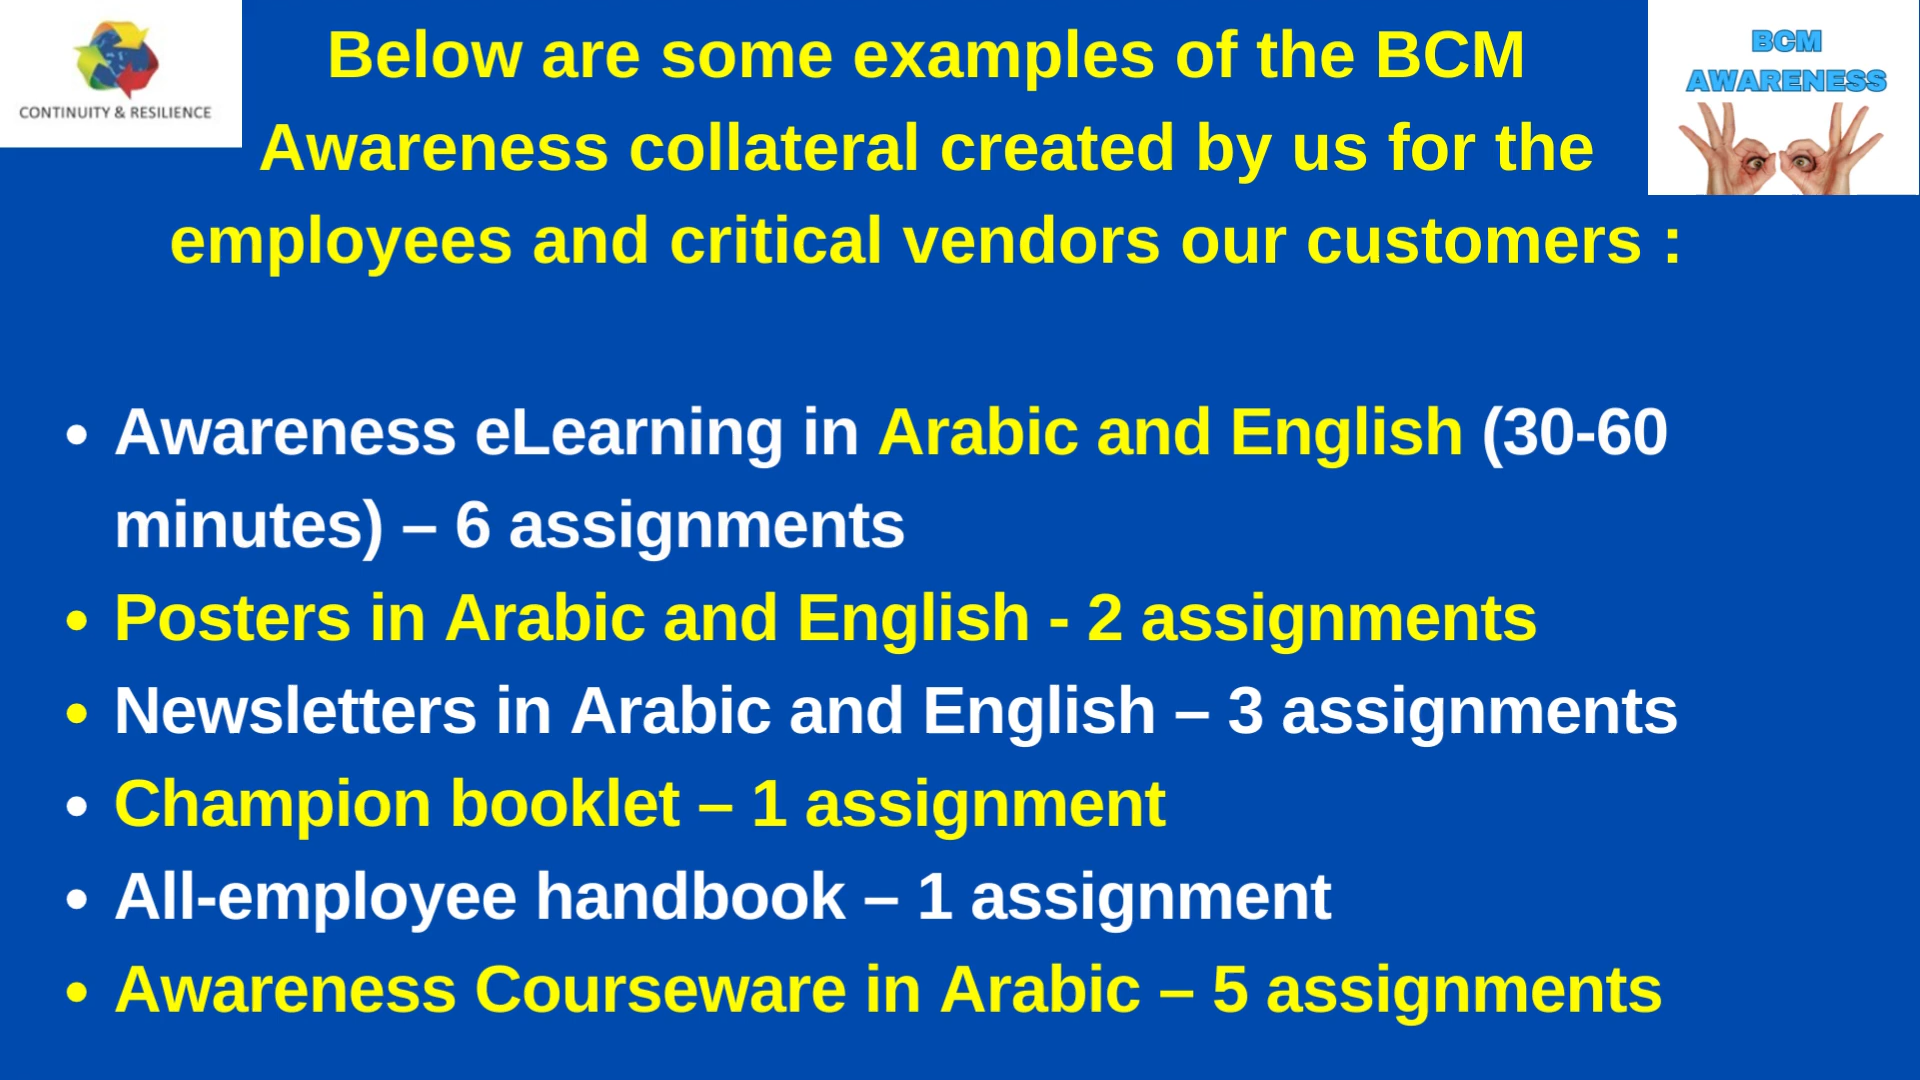 CONTINUITY & RESILIENCE
BCM
AWARENESS
Below are some examples of the BCM
Awareness collateral created by us for the
employees and critical vendors our customers :
• Awareness eLearning in Arabic and English (30-60
minutes) – 6 assignments
• Posters in Arabic and English - 2 assignments
• Newsletters in Arabic and English – 3 assignments
• Champion booklet – 1 assignment
• All-employee handbook – 1 assignment
• Awareness Courseware in Arabic – 5 assignments